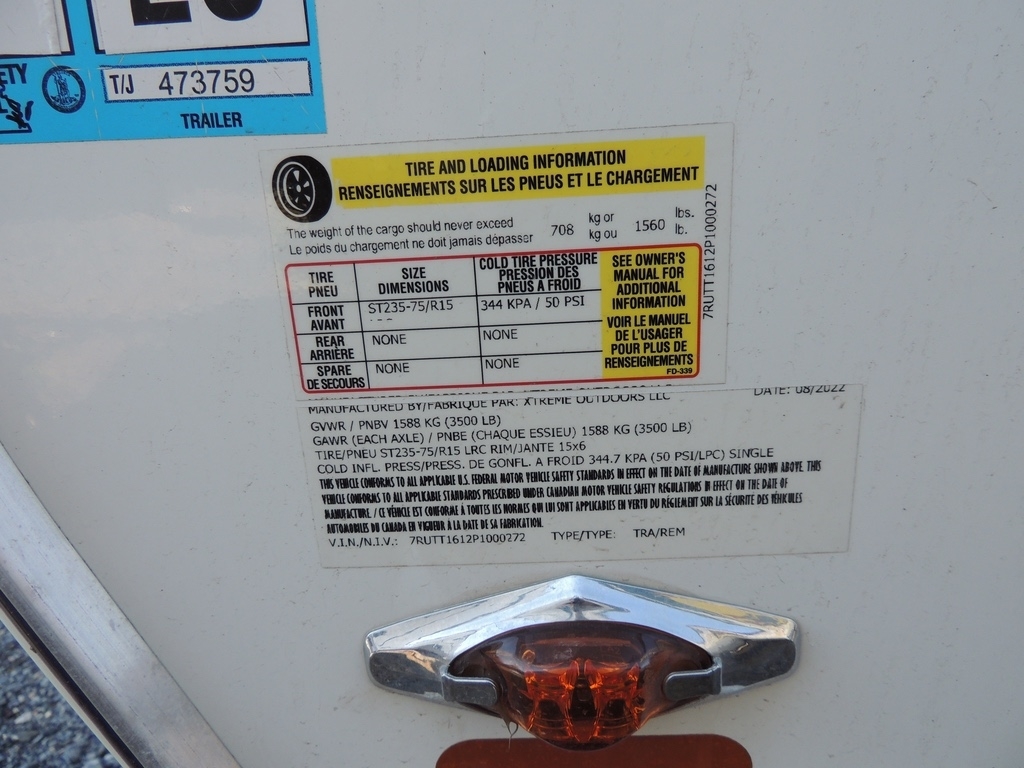 T/J 473759
TRAILER
TIRE AND LOADING INFORMATION
RENSEIGNEMENTS SUR LES PNEUS ET LE CHARGEMENT
The weight of the cargo should never exceed 708 kg or 1560 lbs.
Le poids du chargement ne doit jamais dépasser kg ou lb.
7RUTT1612P1000272
TIRE SIZE COLD TIRE PRESSURE
PNEU DIMENSIONS PRESSION DES
PNEUS A FROID
FRONT ST235-75/R15 344 KPA / 50 PSI
AVANT
REAR NONE NONE
ARRIÈRE
SPARE NONE NONE
DE SECOURS
SEE OWNER'S
MANUAL FOR
ADDITIONAL
INFORMATION
VOIR LE MANUEL
DE L'USAGER
POUR PLUS DE
RENSEIGNEMENTS
FD-339
MANUFACTURED BY/FABRIQUE PAR: XTREME OUTDOORS LLC DATE: 08/2022
GVWR / PNBV 1588 KG (3500 LB)
GAWR (EACH AXLE) / PNBE (CHAQUE ESSIEU) 1588 KG (3500 LB)
TIRE/PNEU ST235-75/R15 LRC RIM/JANTE 15x6
COLD INFL. PRESS/PRESS. DE GONFL. A FROID 344.7 KPA (50 PSI/LPC) SINGLE
THIS VEHICLE CONFORMS TO ALL APPLICABLE U.S. FEDERAL MOTOR VEHICLE SAFETY STANDARDS IN EFFECT ON THE DATE OF MANUFACTURE SHOWN ABOVE. THIS
VEHICLE CONFORMS TO ALL APPLICABLE STANDARDS PRESCRIBED UNDER CANADIAN MOTOR VEHICLE SAFETY REGULATIONS IN EFFECT ON THE DATE OF
MANUFACTURE. / CE VÉHICLE EST CONFORME À TOUTES LES NORMES QUI LUI SONT APPLICABLES EN VERTU DU RÈGIEMENT SUR LA SÉCURITE DES VÉHICULES
AUTOMOBILES DU CANADA EN VIGUEUR À LA DATE DE SA FABRICATION.
V.I.N./N.I.V.: 7RUTT1612P1000272 TYPE/TYPE: TRA/REM